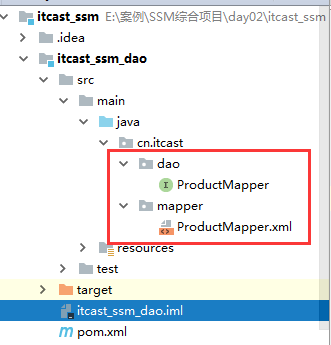 itcast_ssm E:\案例\SSM综合项目\day02\itcast_ssm
.idea
itcast_ssm_dao
src
main
java
cn.itcast
dao
ProductMapper
mapper
ProductMapper.xml
resources
test
target
itcast_ssm_dao.iml
pom.xml